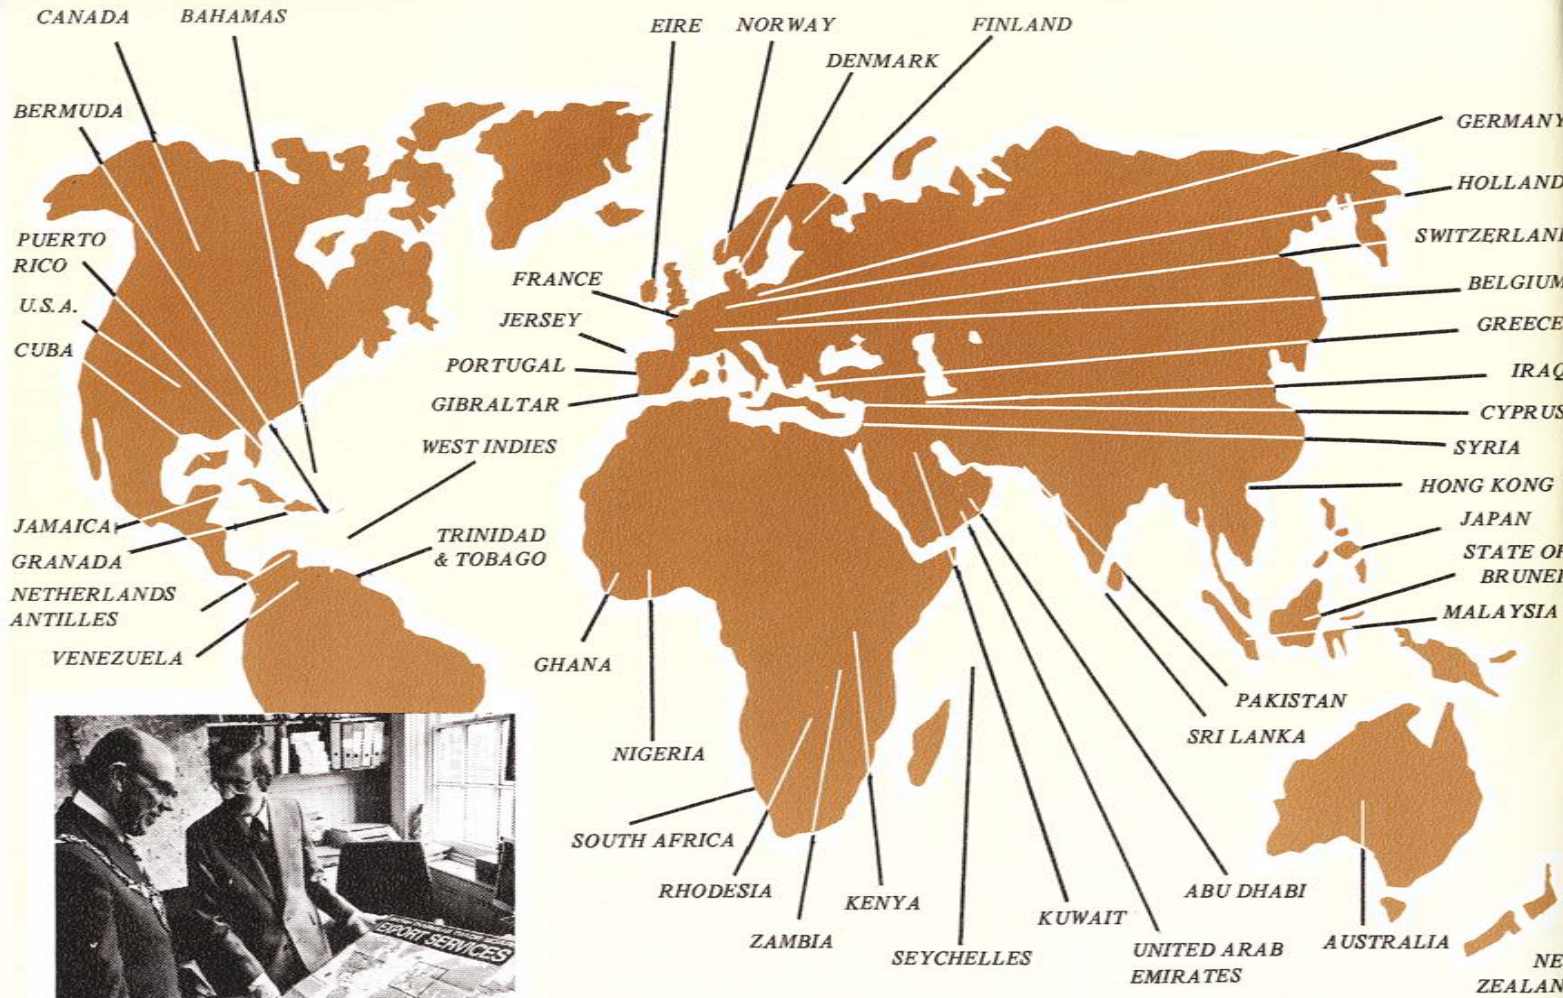 CANADA
BAHAMAS
EIRE
NORWAY
FINLAND
DENMARK
BERMUDA
GERMANY
HOLLAND
PUERTO
RICO
SWITZERLAN
FRANCE
BELGIUM
U.S.A.
JERSEY
GREECE
CUBA
PORTUGAL
IRAQ
GIBRALTAR
CYPRUS
WEST INDIES
SYRIA
HONG KONG
JAMAICA
JAPAN
GRANADA
TRINIDAD
& TOBAGO
STATE OF
BRUNEI
NETHERLANDS
ANTILLES
MALAYSIA
VENEZUELA
GHANA
PAKISTAN
SRI LANKA
NIGERIA
SOUTH AFRICA
RHODESIA
KENYA
ABU DHABI
KUWAIT
ZAMBIA
SEYCHELLES
UNITED ARAB
EMIRATES
AUSTRALIA
NE
ZEALAN
EXPORT SERVICES